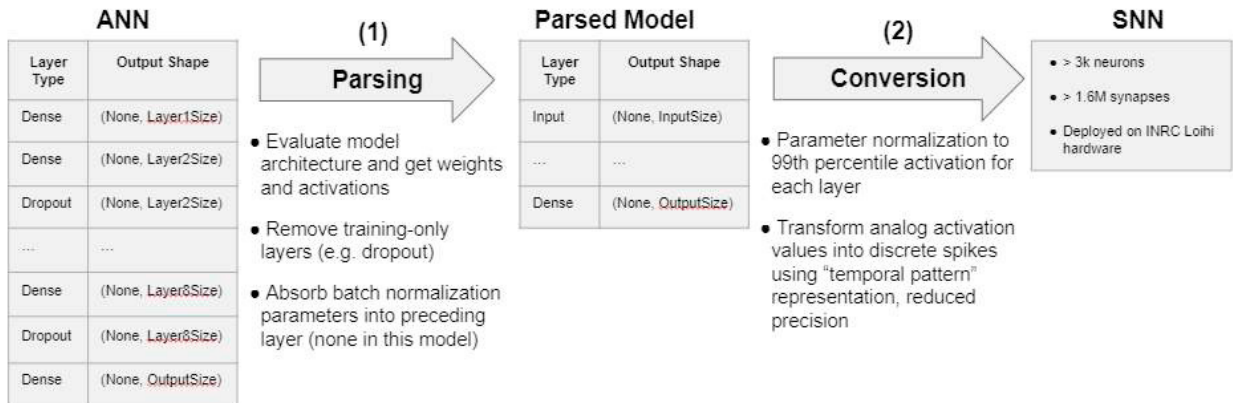 ANN
Layer Type
Output Shape
Dense
(None, Layer1Size)
Dense
(None, Layer2Size)
Dropout
(None, Layer2Size)
...
...
Dense
(None, Layer8Size)
Dropout
(None, Layer8Size)
Dense
(None, OutputSize)
(1)
Parsing
● Evaluate model
architecture and get weights
and activations
● Remove training-only
layers (e.g. dropout)
● Absorb batch normalization
parameters into preceding
layer (none in this model)
Parsed Model
Layer Type
Output Shape
Input
(None, InputSize)
...
...
Dense
(None, OutputSize)
(2)
Conversion
● Parameter normalization to
99th percentile activation for
each layer
● Transform analog activation
values into discrete spikes
using “temporal pattern”
representation, reduced
precision
SNN
● > 3k neurons
● > 1.6M synapses
● Deployed on INRC Loihi
hardware